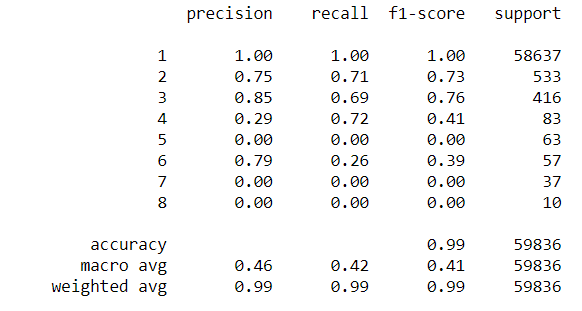 precision recall f1-score support
1 1.00 1.00 1.00 58637
2 0.75 0.71 0.73 533
3 0.85 0.69 0.76 416
4 0.29 0.72 0.41 83
5 0.00 0.00 0.00 63
6 0.79 0.26 0.39 57
7 0.00 0.00 0.00 37
8 0.00 0.00 0.00 10
accuracy 0.99 59836
macro avg 0.46 0.42 0.41 59836
weighted avg 0.99 0.99 0.99 59836